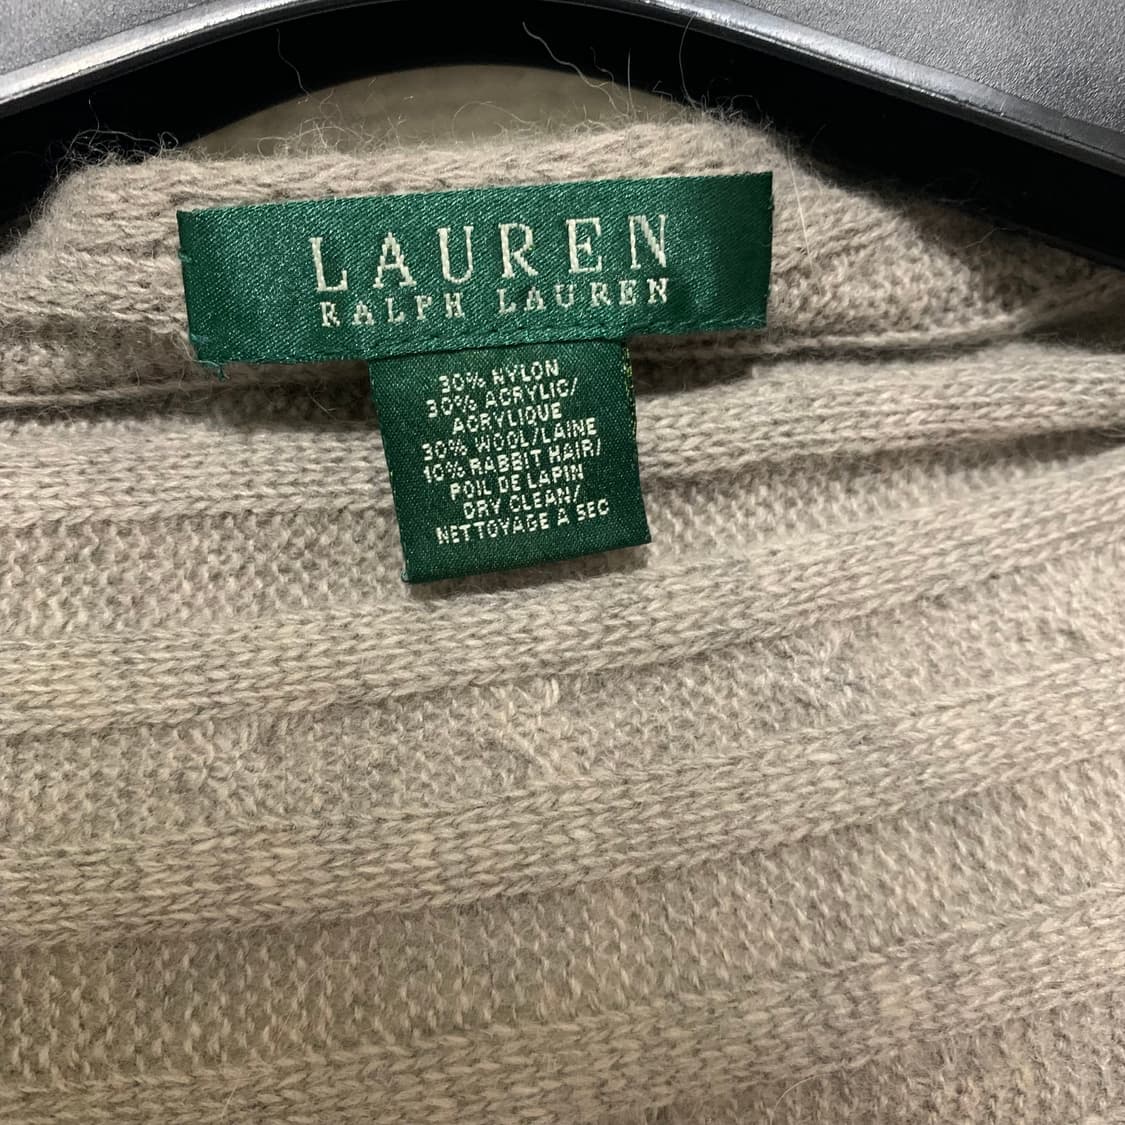 LAUREN
RALPH LAUREN
30% NYLON
30% ACRYLIC/
ACRYLIQUE
30% WOOL/LAINE
10% RABBIT HAIR/
POIL DE LAPIN
DRY CLEAN/
NETTOYAGE A SEC